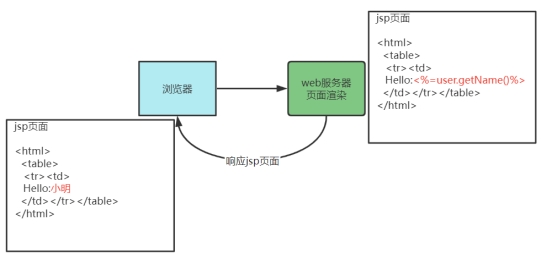 jsp页面
<html>
<table>
<tr><td>
Hello:<%=user.getName()%>
</td></tr></table>
</html>
浏览器
web服务器
页面渲染
响应jsp页面
jsp页面
<html>
<table>
<tr><td>
Hello:小明
</td></tr></table>
</html>